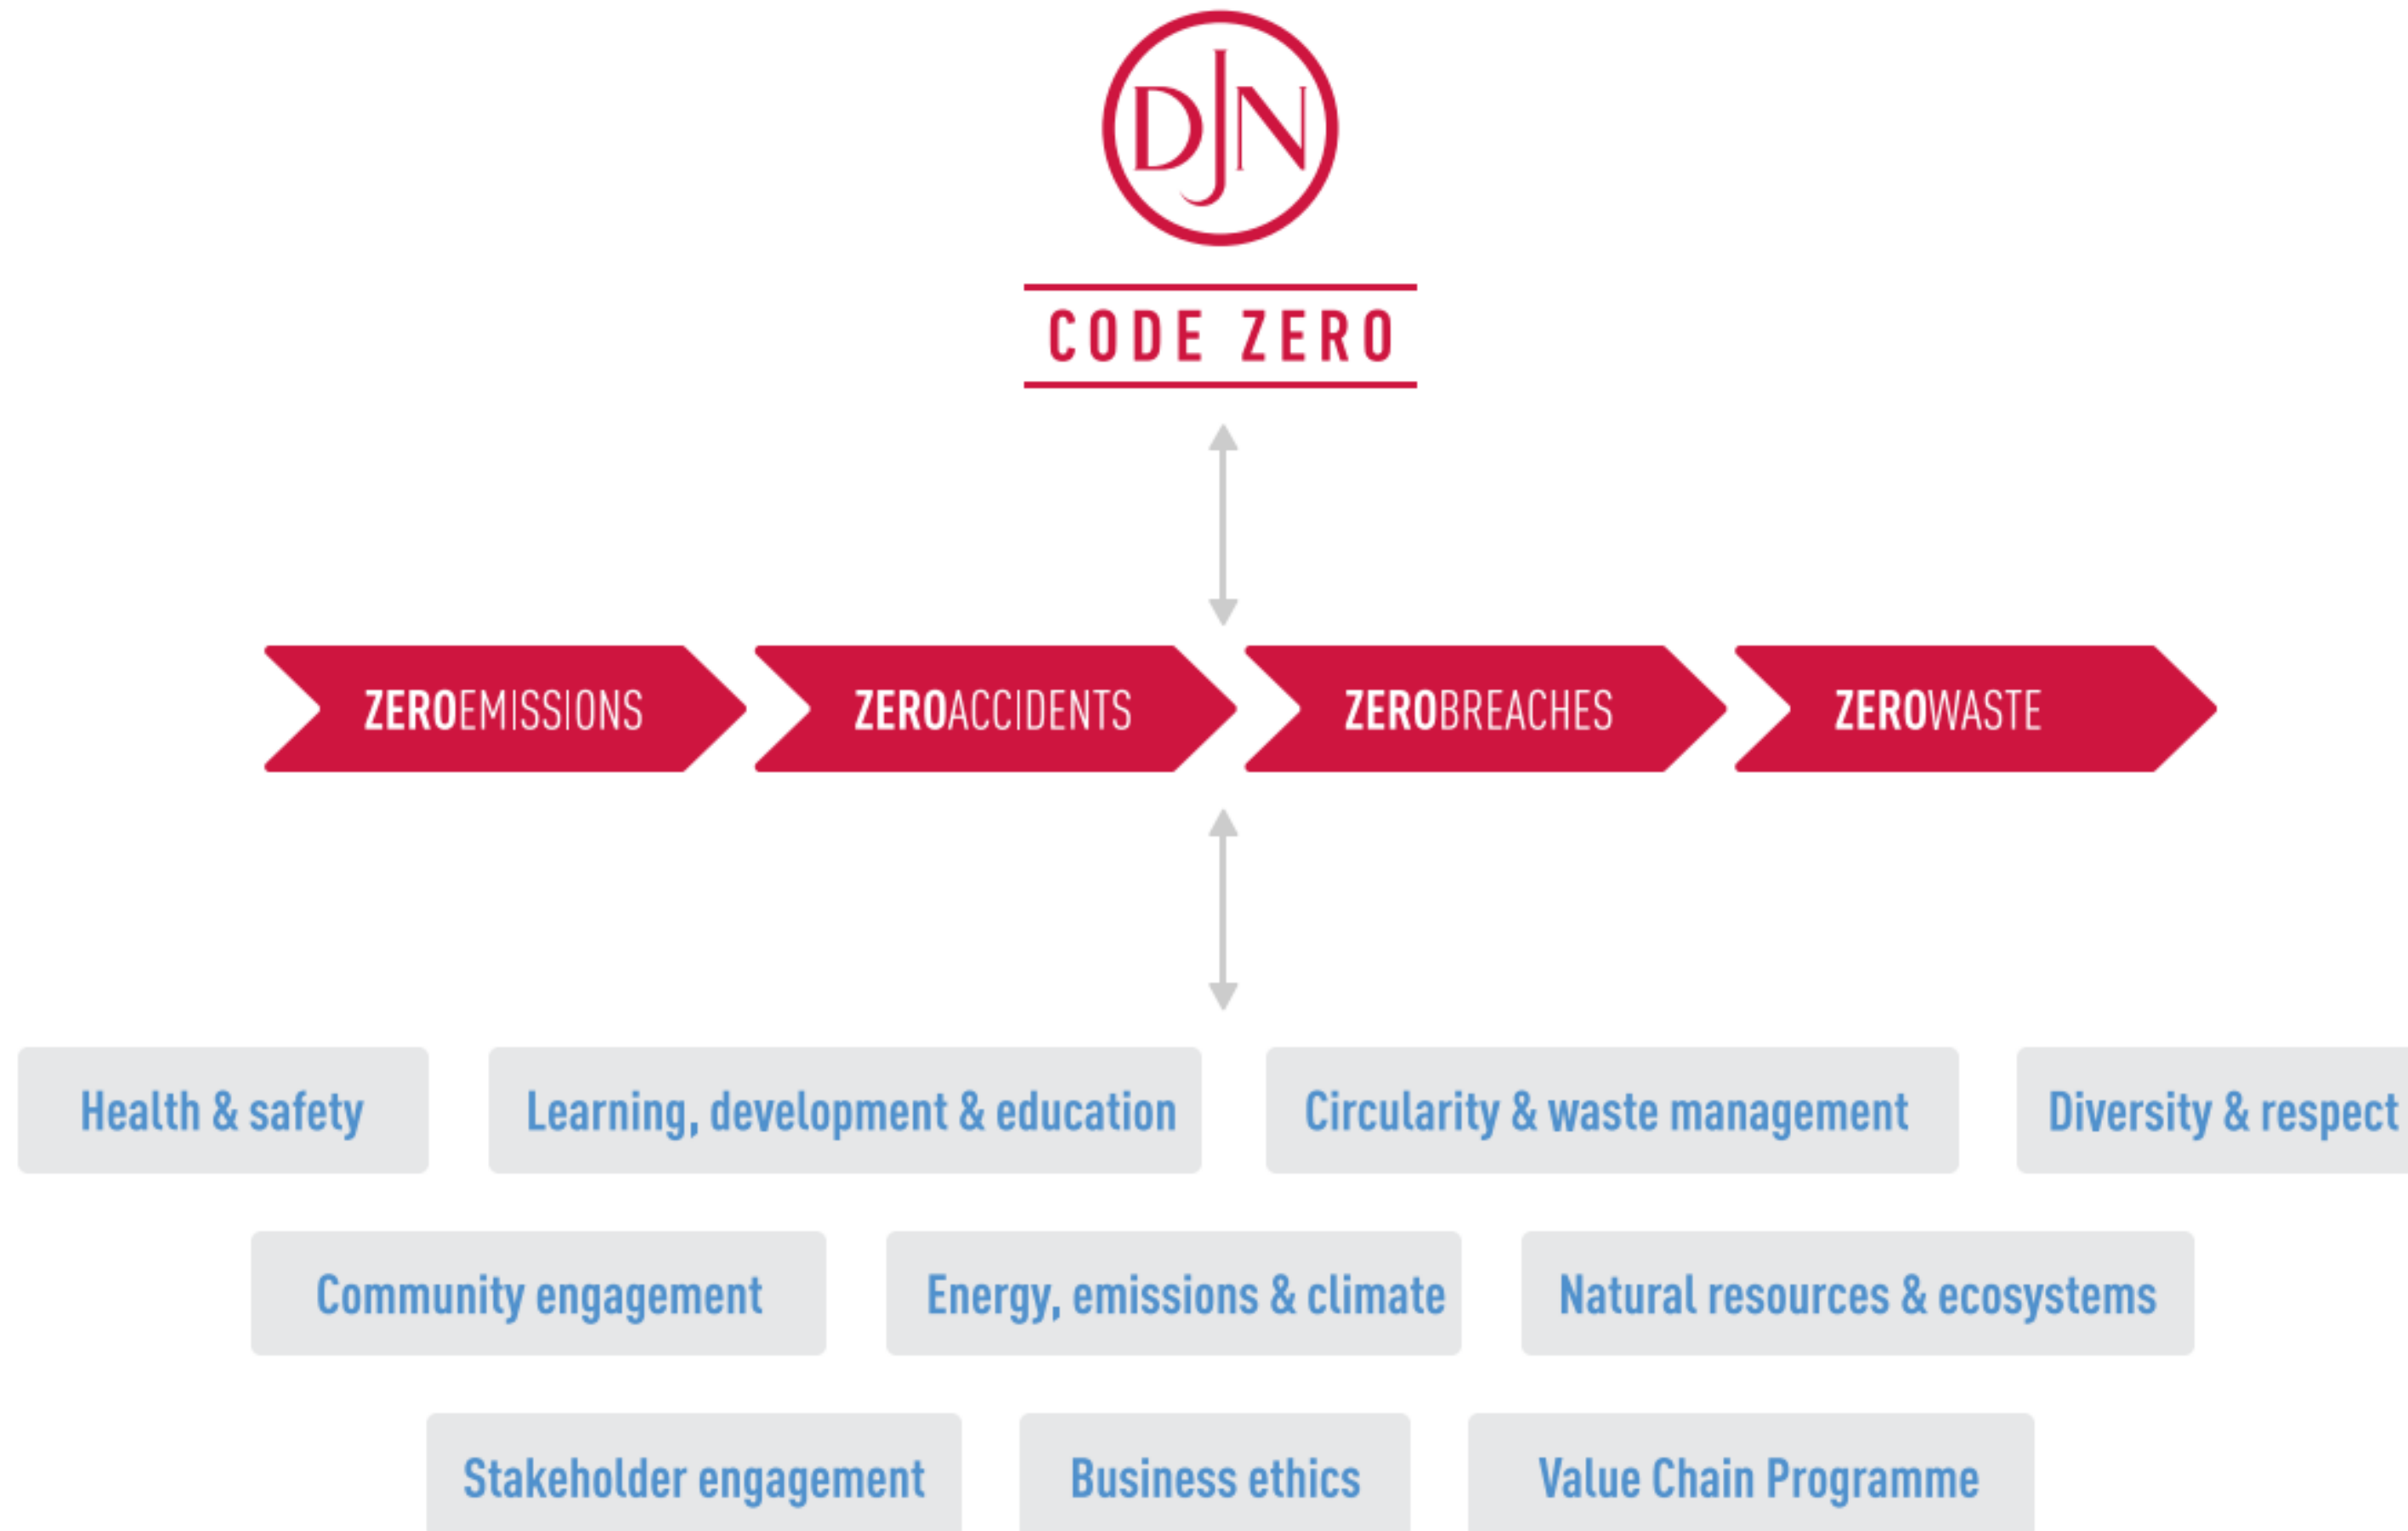 DJN
CODE ZERO
ZEROEMISSIONS
ZEROACCIDENTS
ZEROBREACHES
ZEROWASTE
Health & safety
Learning, development & education
Circularity & waste management
Diversity & respect
Community engagement
Energy, emissions & climate
Natural resources & ecosystems
Stakeholder engagement
Business ethics
Value Chain Programme